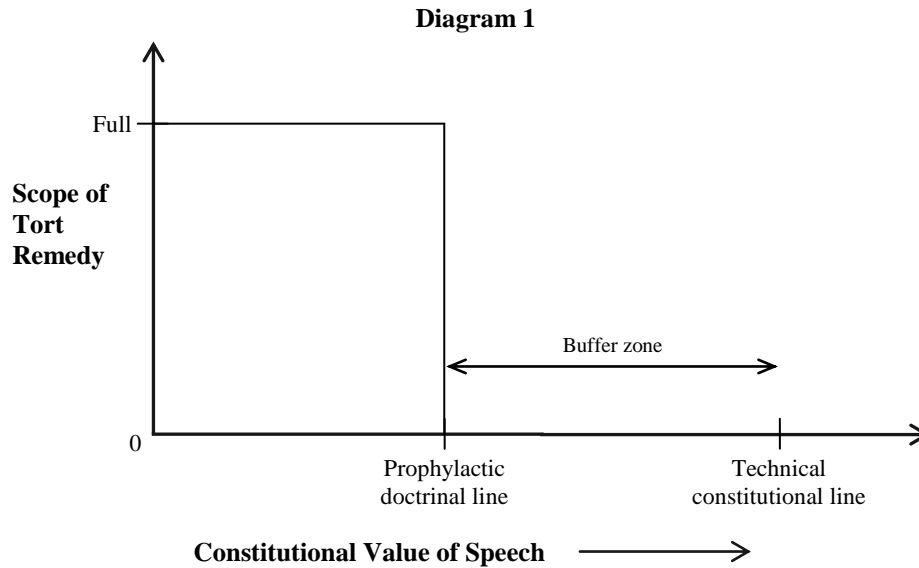 Diagram 1
Full
Scope of
Tort
Remedy
Buffer zone
0
Prophylactic
doctrinal line
Technical
constitutional line
Constitutional Value of Speech